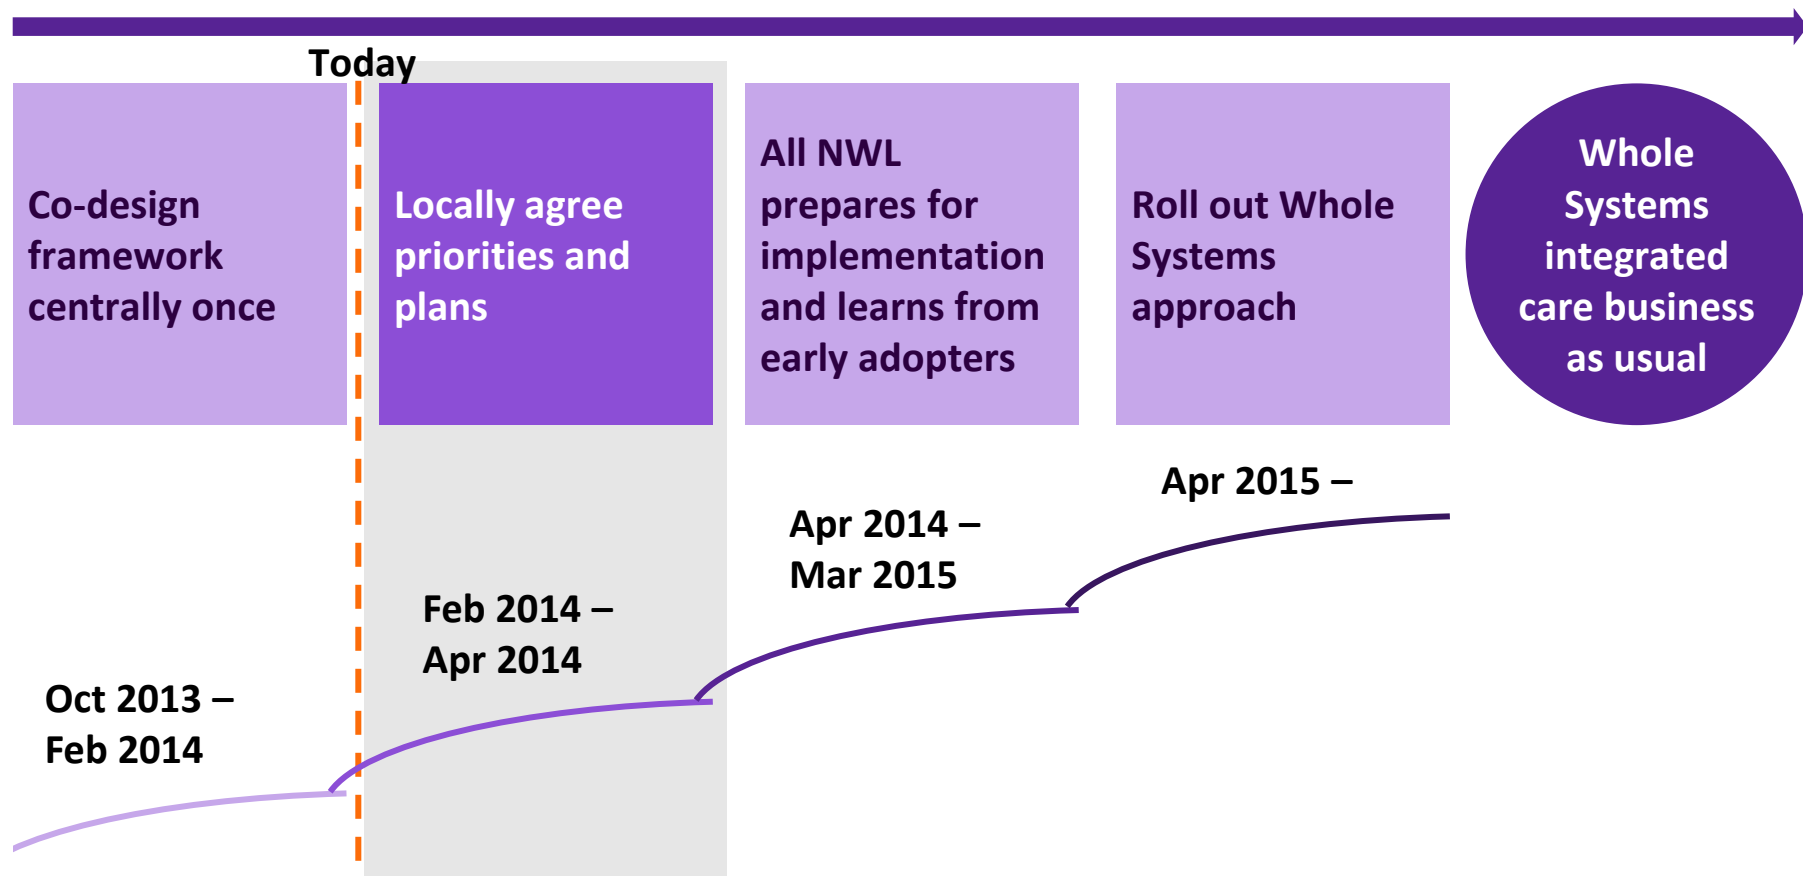 Today
Co-design
framework
centrally once
Locally agree
priorities and
plans
All NWL
prepares for
implementation
and learns from
early adopters
Roll out Whole
Systems
approach
Whole
Systems
integrated
care business
as usual
Oct 2013 –
Feb 2014
Feb 2014 –
Apr 2014
Apr 2014 –
Mar 2015
Apr 2015 –